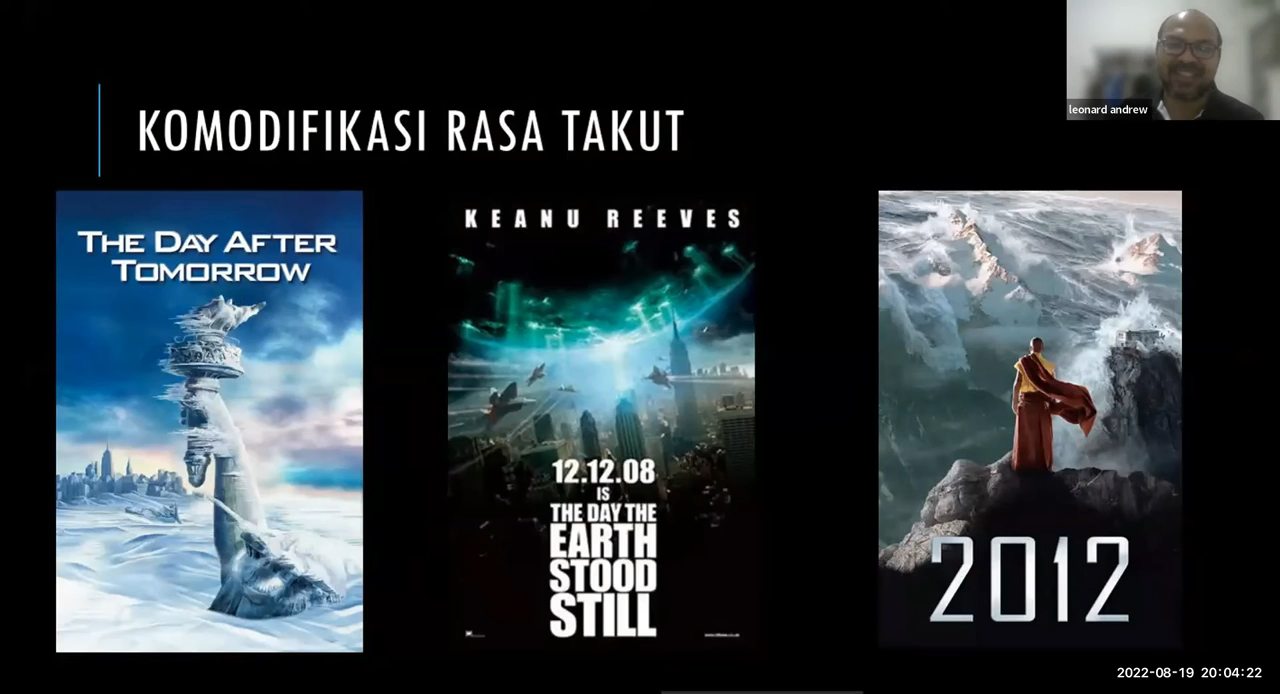 leonard andrew
KOMODIFIKASI RASA TAKUT
THE DAY AFTER
TOMORROW
KEANU REEVES
12.12.08
IS
THE DAY THE
EARTH
STOOD
STILL
2012
2022-08-19 20:04:22